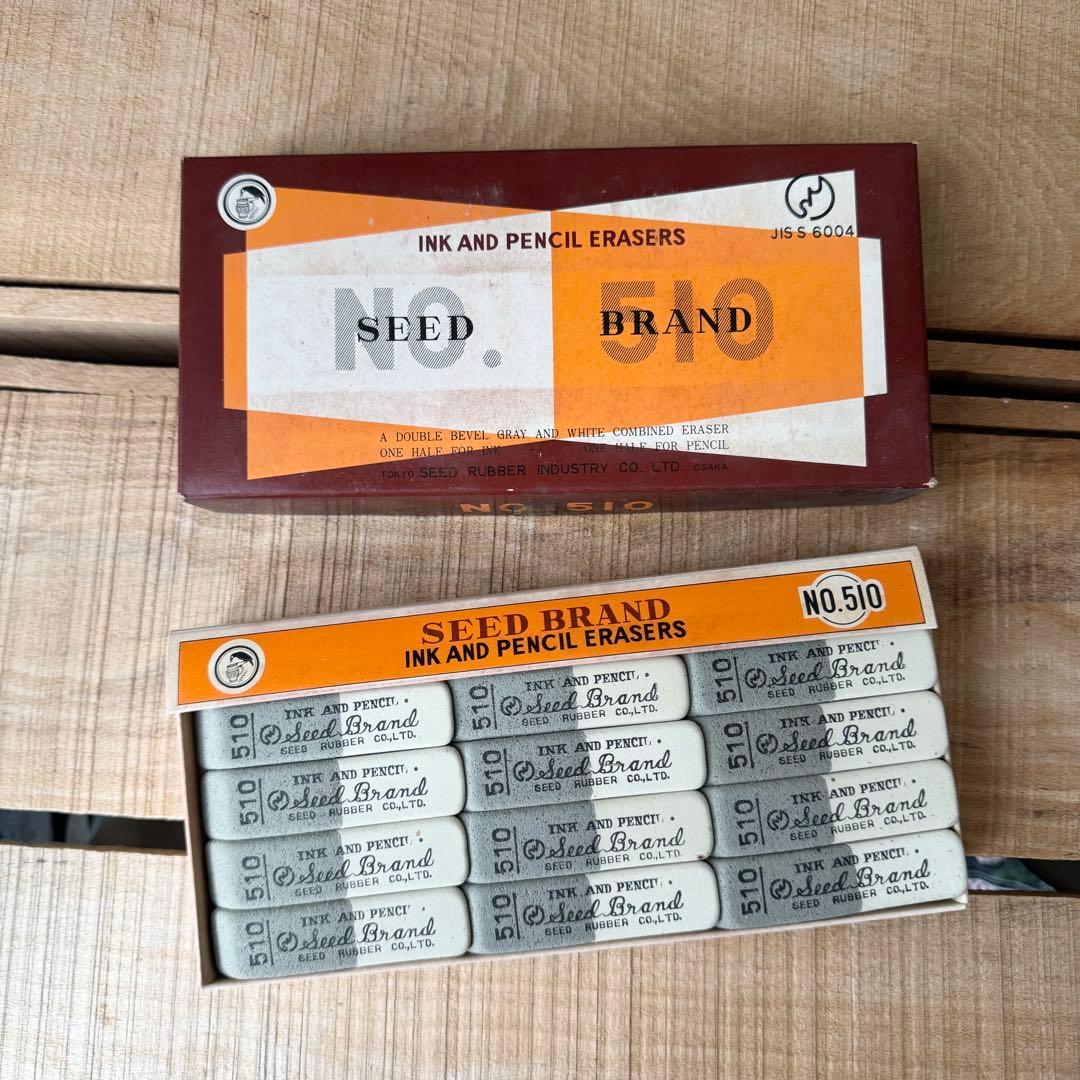 INK AND PENCIL ERASERS
JIS S 6004
NO. 510
SEED BRAND
A DOUBLE BEVEL GRAY AND WHITE COMBINED ERASER
ONE HALF FOR INK ONE HALF FOR PENCIL
TOKYO SEED RUBBER INDUSTRY CO., LTD. OSAKA
NO. 510
SEED BRAND
INK AND PENCIL ERASERS
NO.510
510
INK AND PENCIL
Seed Brand
SEED RUBBER CO.,LTD.
510
INK AND PENCIL
Seed Brand
SEED RUBBER CO.,LTD.
510
INK AND PENCI
Seed Brand
SEED RUBBER CO.,LTD.
510
INK AND PENCIL
Seed Brand
SEED RUBBER CO.,LTD.
510
INK AND PENCIL
Seed Brand
SEED RUBBER CO.,LTD.
510
INK AND PENCIL
Seed Brand
SEED RUBBER CO.,LTD.
510
INK AND PENCIL
Seed Brand
SEED RUBBER CO.,LTD.
510
INK AND PENCIL
Seed Brand
SEED RUBBER CO.,LTD.
510
INK AND PENCIL
Seed Brand
SEED RUBBER CO.,LTD.
510
INK AND PENCI
Seed Brand
SEED RUBBER CO.,LTD.
510
INK AND PENCI
Seed Brand
SEED RUBBER CO.,LTD.
510
INK AND PENCIL
Seed Brand
SEED RUBBER CO.,LTD.